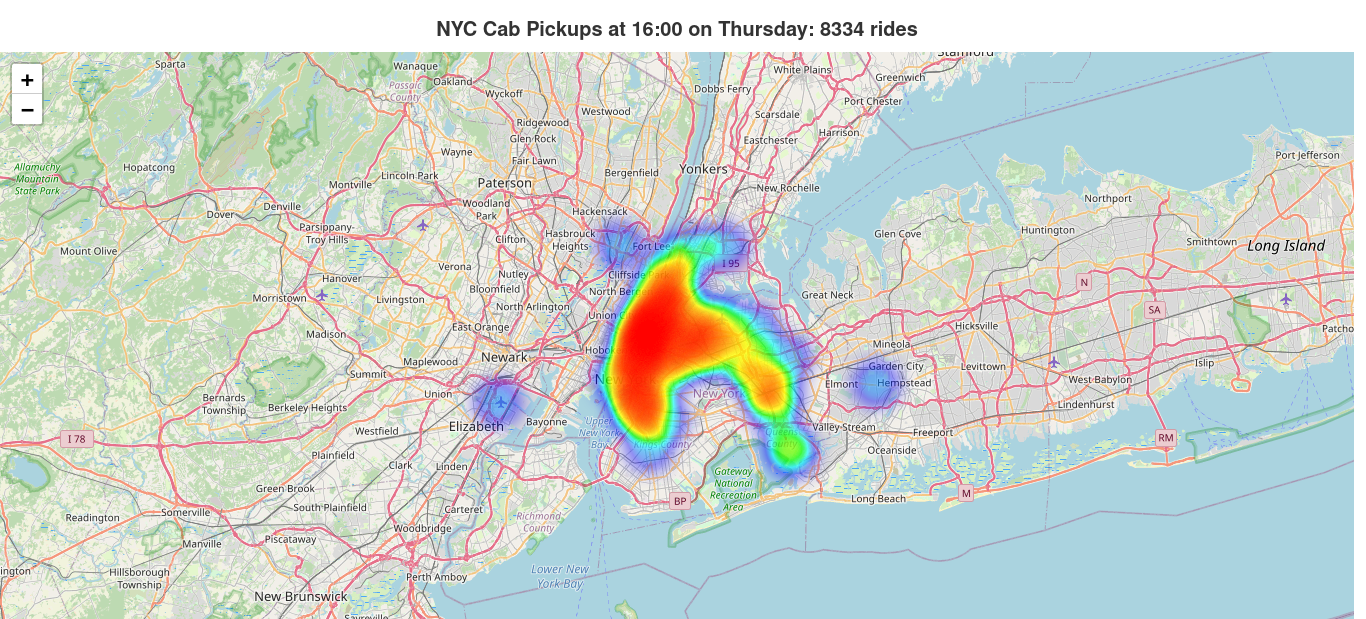 NYC Cab Pickups at 16:00 on Thursday: 8334 rides
+
−
Stamford
Sparta
Wanaque
White Plains
Greenwich
Oakland
Passaic
County
Dobbs Ferry
Wyckoff
Port Chester
Westwood
Scarsdale
Ridgewood
Harrison
Glen Rock
Eastchester
Wayne
Port Jefferson
Fair Lawn
Hopatcong
Allamuchy
Mountain
State Park
Lincoln Park
Bergenfield
Yonkers
Montville
Paterson
New Rochelle
Northport
Woodland
Park
Denville
Dover
Hackensack
Parsippany-
Troy Hills
Hasbrouck
Heights
Clifton
Huntington
Glen Cove
Smithtown
Long Island
Fort Lee
Mount Olive
I 95
Verona
Nutley
Cliffside Park
Hanover
Bloomfield
North Ber
N
Great Neck
Morristown
Livingston
North Arlington
SA
Union C
East Orange
Hicksville
Patcho
Madison
Mineola
Hobo
Newark
Maplewood
Islip
Garden City
Levittown
Summit
New
West Babylon
Elmont
Hempstead
Union
New York
Bernards
Township
Berkeley Heights
Lindenhurst
Bayonne
Elizabeth
Upper
New York
Bay
Valley Stream
Westfield
Freeport
Queens
County
I 78
Kings County
RM
Oceanside
Plainfield
Clark
Linden
Gateway
National
Recreation
Area
Green Brook
M
BP
Long Beach
South Plainfield
Carteret
Somerville
Readington
Richmond
County
Woodbridge
Piscataway
Manville
ington
Hillsborough
Township
Lower New
York Bay
Perth Amboy
New Brunswick
Sayreville